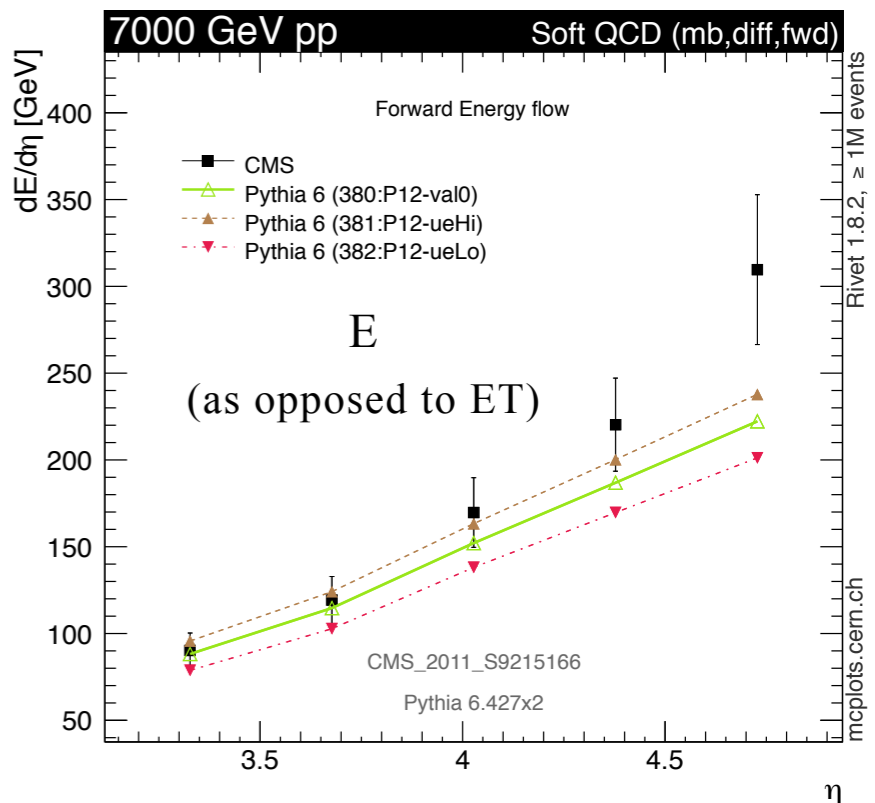 7000 GeV pp Soft QCD (mb,diff,fwd)
dE/dη [GeV]
Forward Energy flow
CMS
Pythia 6 (380:P12-val0)
Pythia 6 (381:P12-ueHi)
Pythia 6 (382:P12-ueLo)
E
(as opposed to ET)
400
350
300
250
200
150
100
50
CMS_2011_S9215166
Pythia 6.427x2
3.5 4 4.5
η
Rivet 1.8.2, ≥ 1M events
mcplots.cern.ch